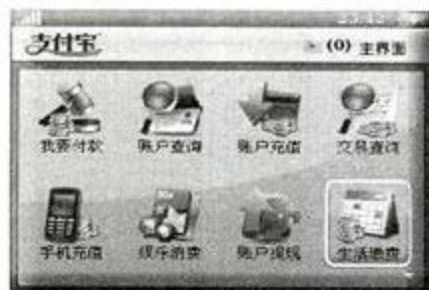 支付宝
(0) 主界面
我要付款 账户查询 账户充值 交易查询
手机充值 娱乐消费 账户提现 生活缴费